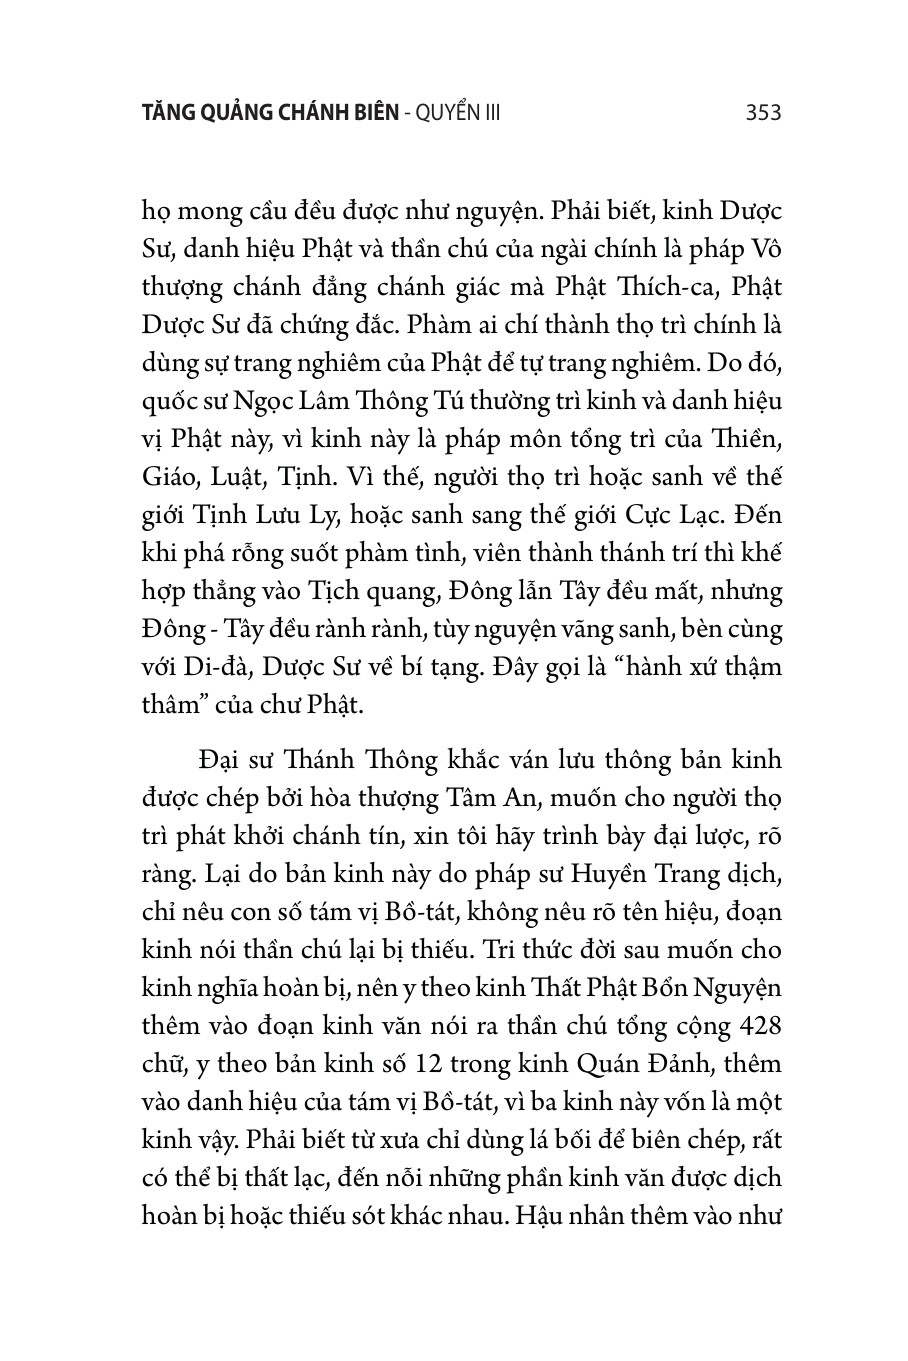 TĂNG QUẢNG CHÁNH BIÊN - QUYỂN III 353
họ mong cầu đều được như nguyện. Phải biết, kinh Dược
Sư, danh hiệu Phật và thần chú của ngài chính là pháp Vô
thượng chánh đẳng chánh giác mà Phật Thích-ca, Phật
Dược Sư đã chứng đắc. Phàm ai chí thành thọ trì chính là
dùng sự trang nghiêm của Phật để tự trang nghiêm. Do đó,
quốc sư Ngọc Lâm Thông Tú thường trì kinh và danh hiệu
vị Phật này, vì kinh này là pháp môn tổng trì của Thiền,
Giáo, Luật, Tịnh. Vì thế, người thọ trì hoặc sanh về thế
giới Tịnh Lưu Ly, hoặc sanh sang thế giới Cực Lạc. Đến
khi phá rỗng suốt phàm tình, viên thành thánh trí thì khế
hợp thẳng vào Tịch quang, Đông lẫn Tây đều mất, nhưng
Đông - Tây đều rành rành, tùy nguyện vãng sanh, bèn cùng
với Di-đà, Dược Sư về bí tạng. Đây gọi là “hành xứ thậm
thâm” của chư Phật.
Đại sư Thánh Thông khắc ván lưu thông bản kinh
được chép bởi hòa thượng Tâm An, muốn cho người thọ
trì phát khởi chánh tín, xin tôi hãy trình bày đại lược, rõ
ràng. Lại do bản kinh này do pháp sư Huyền Trang dịch,
chỉ nêu con số tám vị Bồ-tát, không nêu rõ tên hiệu, đoạn
kinh nói thần chú lại bị thiếu. Tri thức đời sau muốn cho
kinh nghĩa hoàn bị, nên y theo kinh Thất Phật Bổn Nguyện
thêm vào đoạn kinh văn nói ra thần chú tổng cộng 428
chữ, y theo bản kinh số 12 trong kinh Quán Đảnh, thêm
vào danh hiệu của tám vị Bồ-tát, vì ba kinh này vốn là một
kinh vậy. Phải biết từ xưa chỉ dùng lá bối để biên chép, rất
có thể bị thất lạc, đến nỗi những phần kinh văn được dịch
hoàn bị hoặc thiếu sót khác nhau. Hậu nhân thêm vào như